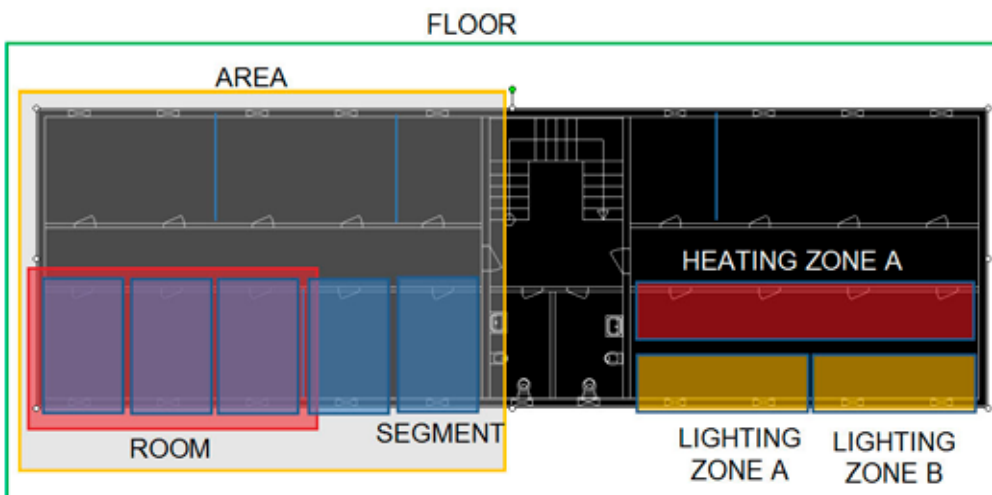 FLOOR
AREA
HEATING ZONE A
ROOM
SEGMENT
LIGHTING
ZONE A
LIGHTING
ZONE B